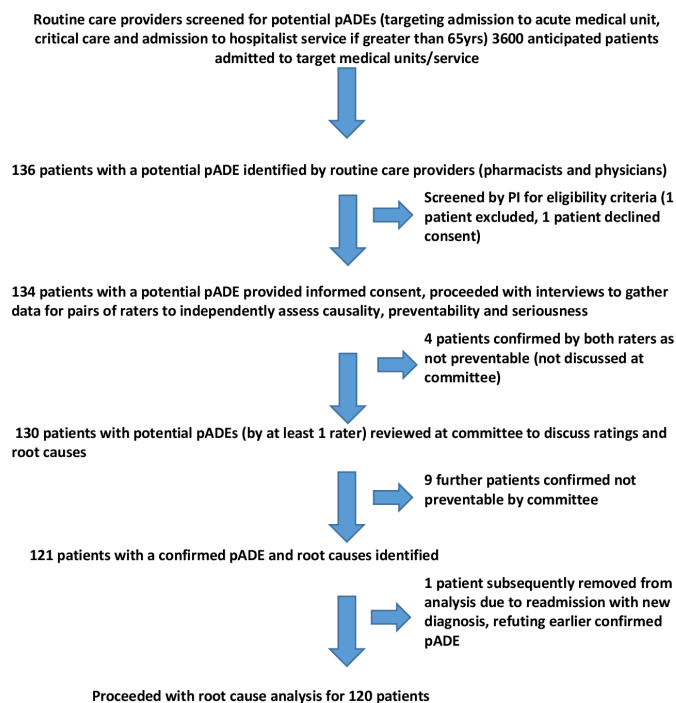 Routine care providers screened for potential pADEs (targeting admission to acute medical unit,
critical care and admission to hospitalist service if greater than 65yrs) 3600 anticipated patients
admitted to target medical units/service
136 patients with a potential pADE identified by routine care providers (pharmacists and physicians)
Screened by PI for eligibility criteria (1
patient excluded, 1 patient declined
consent)
134 patients with a potential pADE provided informed consent, proceeded with interviews to gather
data for pairs of raters to independently assess causality, preventability and seriousness
4 patients confirmed by both raters as
not preventable (not discussed at
committee)
130 patients with potential pADEs (by at least 1 rater) reviewed at committee to discuss ratings and
root causes
9 further patients confirmed not
preventable by committee
121 patients with a confirmed pADE and root causes identified
1 patient subsequently removed from
analysis due to readmission with new
diagnosis, refuting earlier confirmed
pADE
Proceeded with root cause analysis for 120 patients